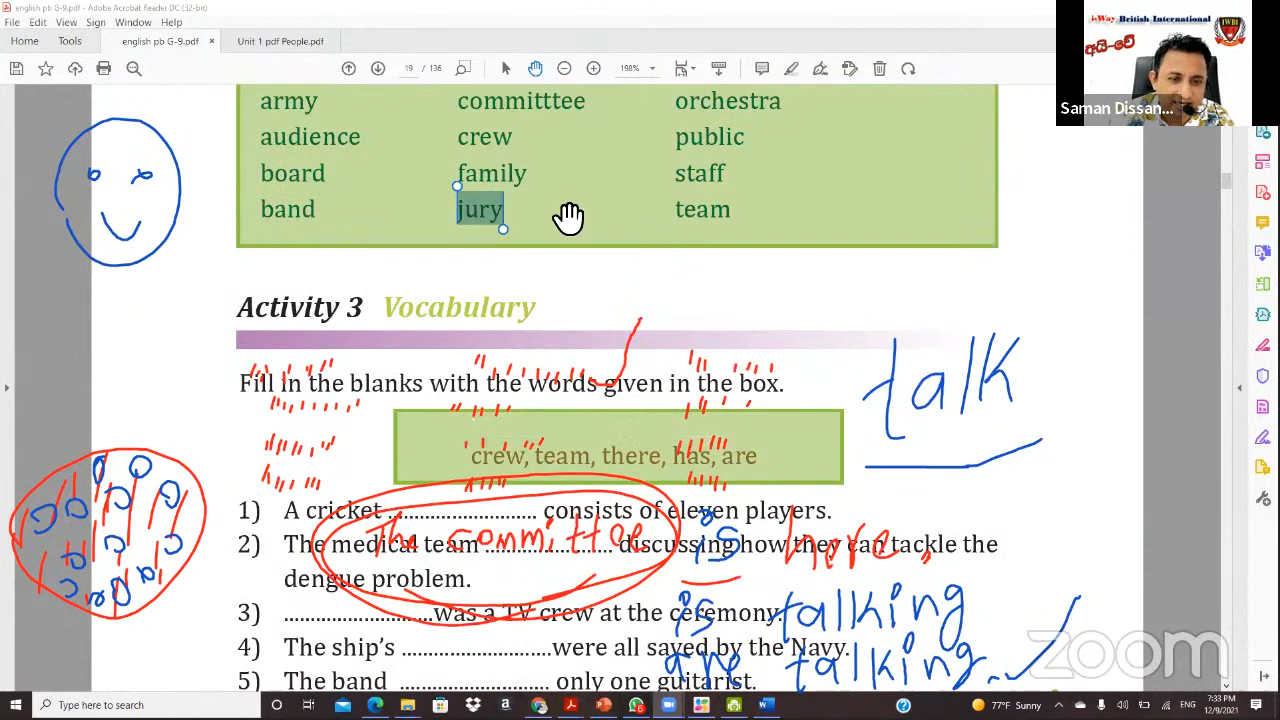 english pb G-9.pdf - Adobe Acrobat Reader DC (32-bit)
File Edit View Sign Window Help
Home Tools english pb G-9.pdf × Unit 1 pdf People.pdf
19 / 136 198%
i-Way British International
අයි-වේ
IWBI
Saman Dissan...
army committtee orchestra
audience crew public
board family staff
band jury team
Activity 3 Vocabulary
Fill in the blanks with the words given in the box.
talk
crew, team, there, has, are
1) A cricket ............................ consists of eleven players.
2) The medical team ........................ discussing how they can tackle the
dengue problem.
The committee is here.
3) ............................was a TV crew at the ceremony.
is talking
4) The ship's ............................were all saved by the Navy.
are talking.
5) The band ............................ only one guitarist.
zoom
Type here to search
77°F Sunny
7:33 PM
12/9/2021